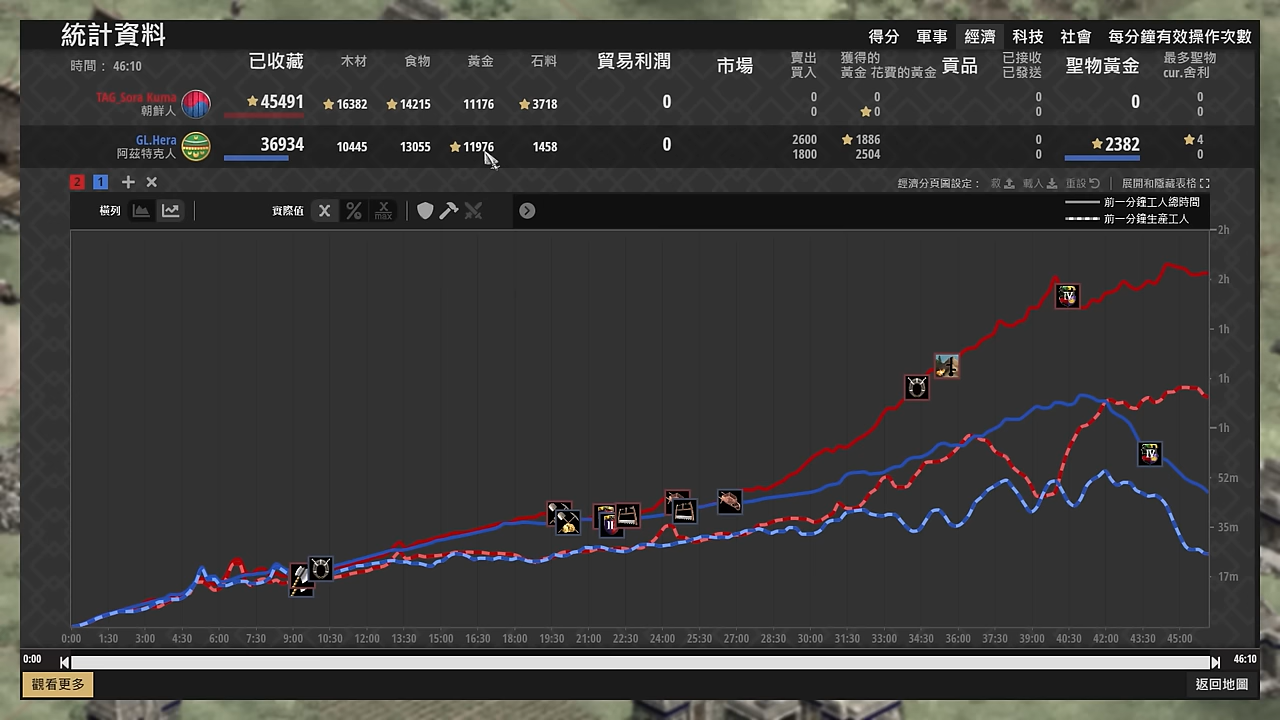 統計資料
得分 軍事 經濟 科技 社會 每分鐘有效操作次數
時間： 46:10
已收藏 木材 食物 黃金 石料 貿易利潤 市場 賣出 買入 獲得的黃金 花費的黃金 貢品 已接收 已發送 聖物黃金 最多聖物 cur.舍利
TAG_Sora Kuma
朝鮮人
45491 16382 14215 11176 3718 0 0 0 0 0 0
0 0 0 0
GL.Hera
阿茲特克人
36934 10445 13055 11976 1458 0 2600 1886 0 2382 4
1800 2504 0 0
2 1
經濟分頁圖設定： 載入 重設 展開和隱藏表格
橫列 實際值 X % X max
前一分鐘工人總時間
前一分鐘生產工人
2h
2h
1h
1h
1h
52m
35m
17m
0:00 1:30 3:00 4:30 6:00 7:30 9:00 10:30 12:00 13:30 15:00 16:30 18:00 19:30 21:00 22:30 24:00 25:30 27:00 28:30 30:00 31:30 33:00 34:30 36:00 37:30 39:00 40:30 42:00 43:30 45:00
0:00 46:10
觀看更多 返回地圖